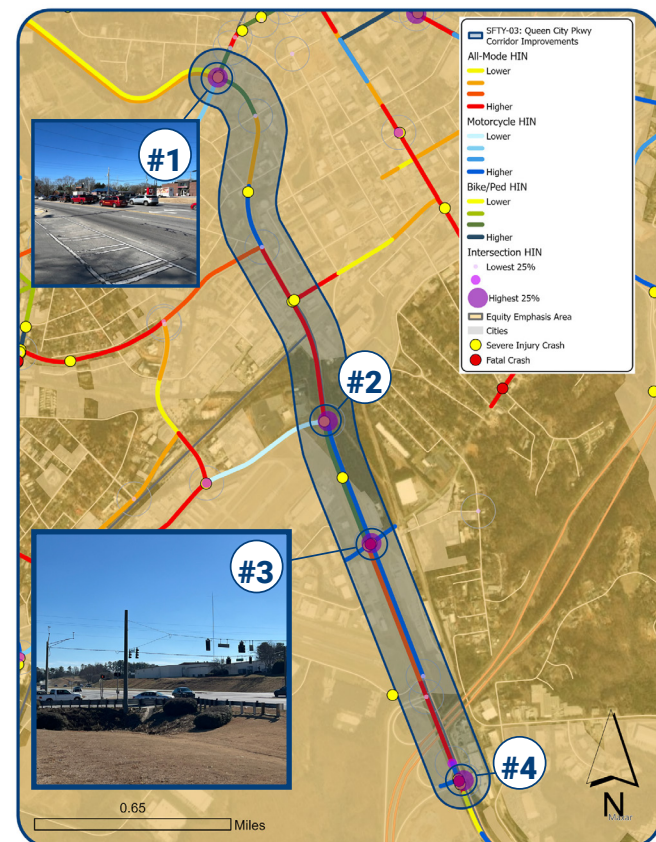 SFTY-03: Queen City Pkwy
Corridor Improvements
All-Mode HIN
Lower
Higher
Motorcycle HIN
Lower
Higher
Bike/Ped HIN
Lower
Higher
Intersection HIN
Lowest 25%
Highest 25%
Equity Emphasis Area
Cities
Severe Injury Crash
Fatal Crash
#1
#2
#3
#4
0.65
Miles
N
Maxar